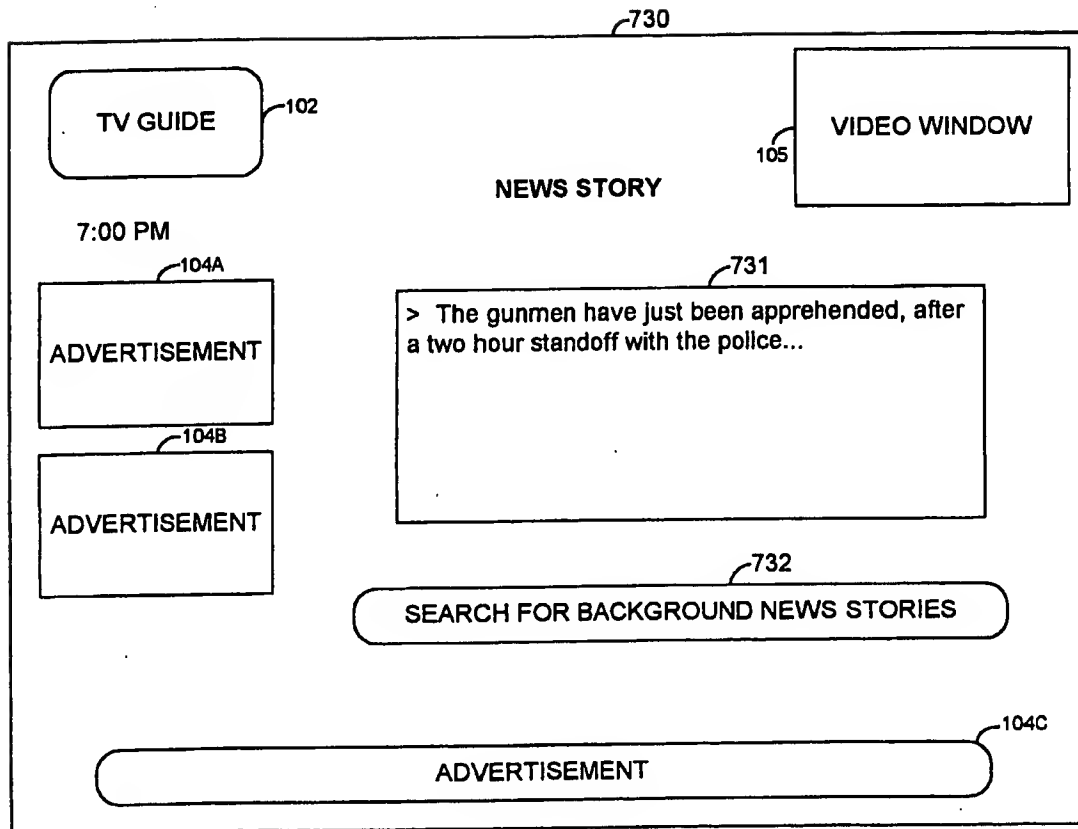 730
TV GUIDE
102
VIDEO WINDOW
105
NEWS STORY
7:00 PM
104A
ADVERTISEMENT
731
> The gunmen have just been apprehended, after
a two hour standoff with the police...
104B
ADVERTISEMENT
732
SEARCH FOR BACKGROUND NEWS STORIES
104C
ADVERTISEMENT